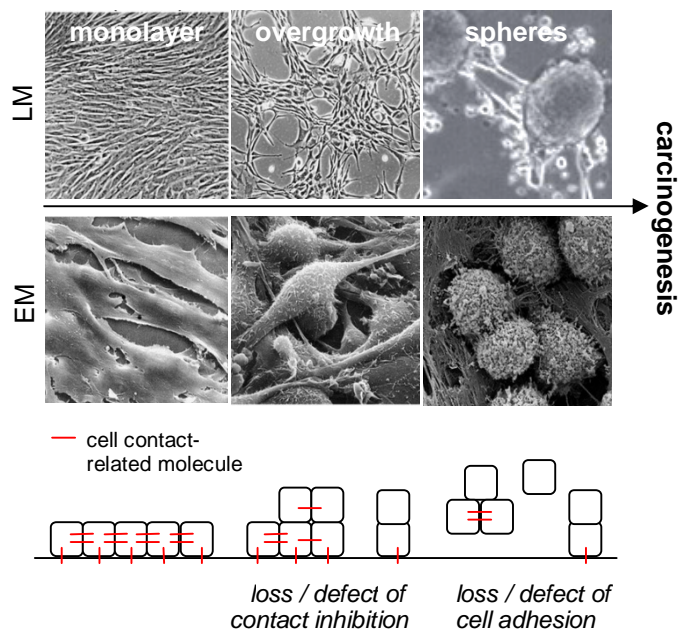 monolayer
overgrowth
spheres
LM
carcinogenesis
EM
cell contact-
related molecule
loss / defect of
contact inhibition
loss / defect of
cell adhesion